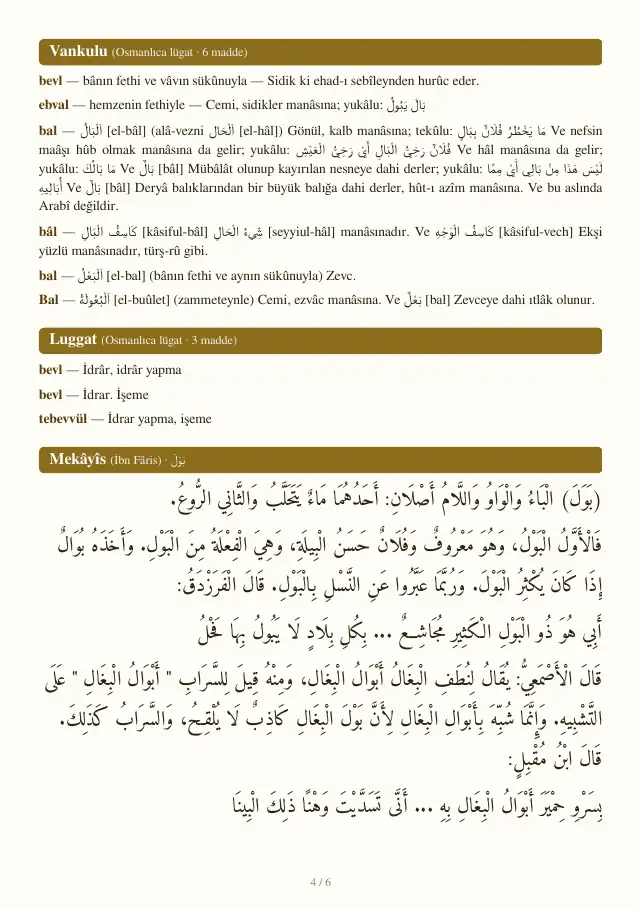 Vankulu (Osmanlıca lügat · 6 madde)
bevl — bânın fethi ve vâvın sükûnuyla — Sidik ki ehad-ı sebîleynden hurûc eder.
ebval — hemzenin fethiyle — Cemi, sidikler manâsına; yukâlu: بَالَ يَبُولُ
bal — اَلْبَالُ [el-bâl] (alâ-vezni اَلْحَالِ [el-hâl]) Gönül, kalb manâsına; tekûlu: مَا يَخْطُرُ فُلَانٌ بِبَالِي Ve nefsin
maâşı hûb olmak manâsına da gelir; yukâlu: فُلَانٌ رَخِيُّ الْبَالِ أَيْ رَخِيُّ الْعَيْشِ Ve hâl manâsına da gelir;
yukâlu: مَا بَالُكَ Ve بَالٌ [bâl] Mübâlât olunup kayırılan nesneye dahi derler; yukâlu: لَيْسَ هَذَا مِنْ بَالِي أَيْ مِمَّا
أُبَالِيهِ Ve بَالٌ [bâl] Deryâ balıklarından bir büyük balığa dahi derler, hût-ı azîm manâsına. Ve bu aslında
Arabî değildir.
bâl — كَاسِفُ الْبَالِ [kâsiful-bâl] سَيِّءُ الْحَالِ [seyyiul-hâl] manâsınadır. Ve كَاسِفُ الْوَجْهِ [kâsiful-vech] Ekşi
yüzlü manâsınadır, türş-rû gibi.
bal — اَلْبَعْلُ [el-bal] (bânın fethi ve aynın sükûnuyla) Zevc.
Bal — اَلْبُعُولَةُ [el-buûlet] (zammeteynle) Cemi, ezvâc manâsına. Ve بَعْلٌ [bal] Zevceye dahi ıtlâk olunur.
Luggat (Osmanlıca lügat · 3 madde)
bevl — İdrâr, idrâr yapma
bevl — İdrar. İşeme
tebevvül — İdrar yapma, işeme
Mekâyîs (İbn Fâris) · بَوْلَ
(بَوَلَ) الْبَاءُ وَالْوَاوُ وَاللَّامُ أَصْلَانِ: أَحَدُهُمَا مَاءٌ يَتَحَلَّبُ وَالثَّانِي الرُّوعُ.
فَالْأَوَّلُ الْبَوْلُ، وَهُوَ مَعْرُوفٌ وَفُلَانٌ حَسَنُ الْبِيلَةِ، وَهِيَ الْفِعْلَةُ مِنَ الْبَوْلِ. وَأَخَذَهُ بُوَالٌ
إِذَا كَانَ يُكْثِرُ الْبَوْلَ. وَرُبَّمَا عَبَّرُوا عَنِ النَّسْلِ بِالْبَوْلِ. قَالَ الْفَرَزْدَقُ:
أَبِي هُوَ ذُو الْبَوْلِ الْكَثِيرِ مُجَاشِعٌ ... بِكُلِّ بِلَادٍ لَا يَبُولُ بِهَا فَحْلُ
قَالَ الْأَصْمَعِيُّ: يُقَالُ لِنُطَفِ الْبِغَالُ أَبْوَالُ الْبِغَالِ، وَمِنْهُ قِيلَ لِلسَّرَابِ " أَبْوَالُ الْبِغَالِ " عَلَى
التَّشْبِيهِ. وَإِنَّمَا شُبِّهَ بِأَبْوَالِ الْبِغَالِ لِأَنَّ بَوْلَ الْبِغَالِ كَاذِبٌ لَا يُلْقِحُ، وَالسَّرَابُ كَذَلِكَ.
قَالَ ابْنُ مُقْبِلٍ:
بِسَرْوِ حِمْيَرَ أَبْوَالُ الْبِغَالِ بِهِ ... أَنَّى تَسَدَّيْتَ وَهْنًا ذَلِكَ الْبِينَا
4 / 6